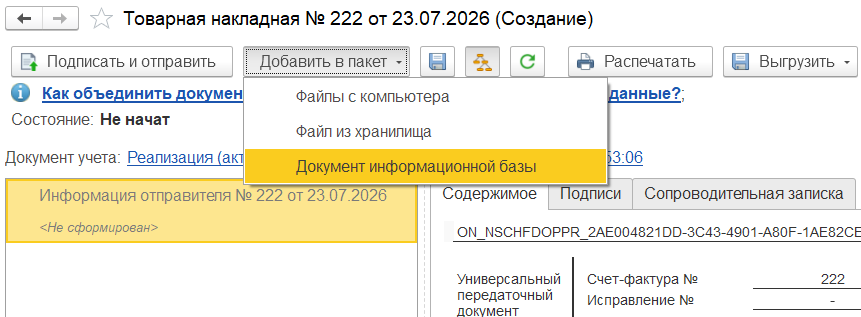 Товарная накладная № 222 от 23.07.2026 (Создание)
Подписать и отправить Добавить в пакет Распечатать Выгрузить
Как объединить докумен данные?;
Файлы с компьютера
Состояние: Не начат
Файл из хранилища
Документ учета: Реализация (акт 53:06
Документ информационной базы
Информация отправителя № 222 от 23.07.2026
<Не сформирован>
Содержимое Подписи Сопроводительная записка
ON_NSCHFDOPPR_2AE004821DD-3C43-4901-A80F-1AE82CE
Универсальный
передаточный
документ
Счет-фактура № 222
Исправление № -